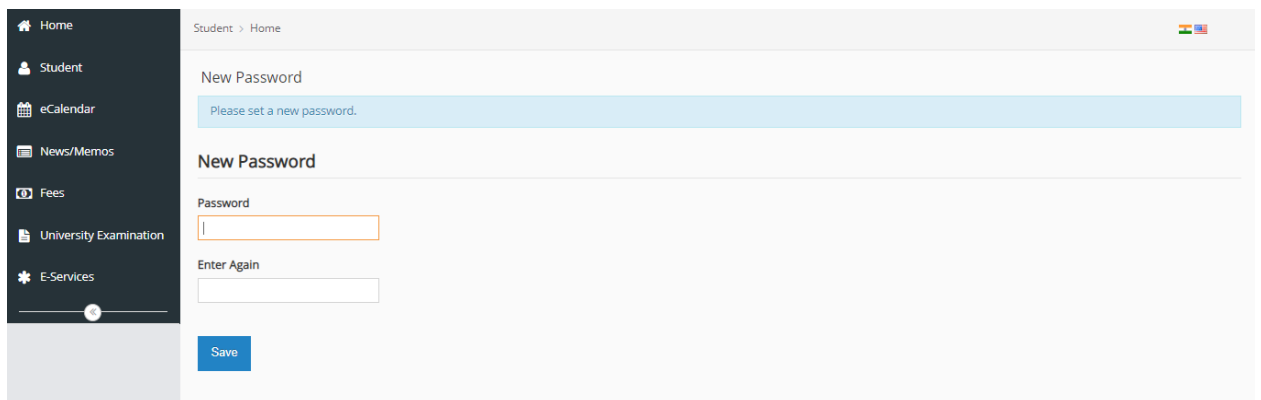 Home
Student
eCalendar
News/Memos
Fees
University Examination
E-Services
Student > Home
New Password
Please set a new password.
New Password
Password
Enter Again
Save